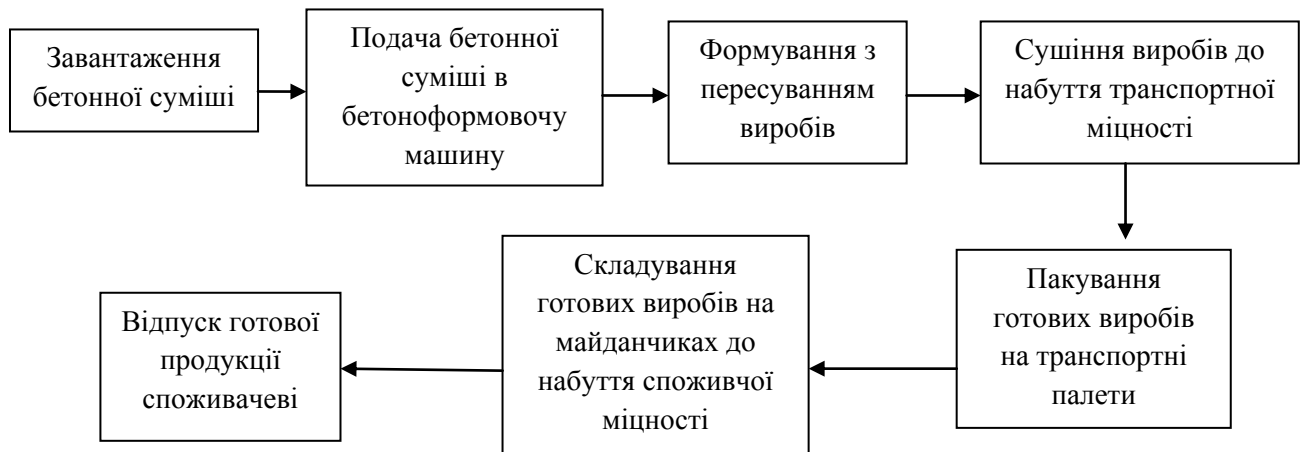 Завантаження
бетонної суміші
Подача бетонної
суміші в
бетоноформовочу
машину
Формування з
пересуванням
виробів
Сушіння виробів до
набуття транспортної
міцності
Пакування
готових виробів
на транспортні
палети
Складування
готових виробів на
майданчиках до
набуття споживчої
міцності
Відпуск готової
продукції
споживачеві